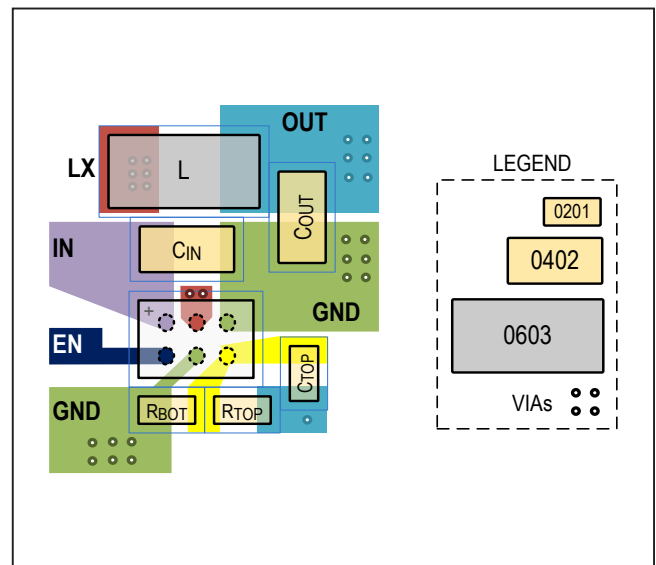 OUT
LX
L
COUT
IN
CIN
GND
+
EN
CTOP
GND
RBOT
RTOP
LEGEND
0201
0402
0603
VIAs